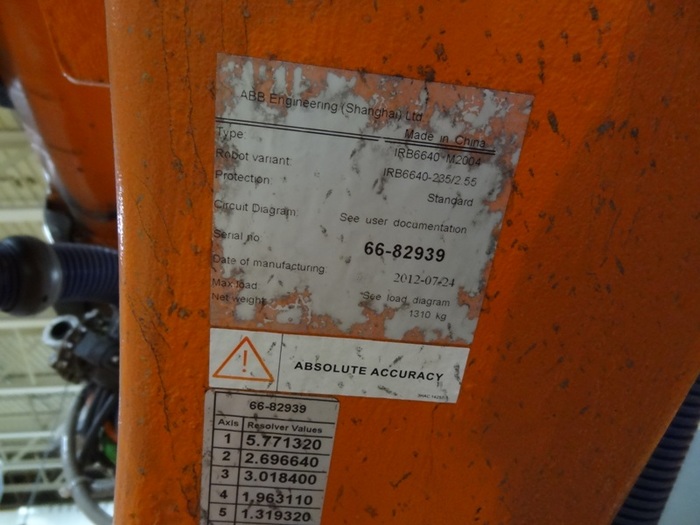 ABB Engineering (Shanghai) Ltd.
Made in China
Type: IRB6640 M2004
Robot variant: IRB6640-235/2.55
Protection: Standard
Circuit Diagram: See user documentation
Serial no: 66-82939
Date of manufacturing 2012-07-24
Max load: See load diagram
Net weight: 1310 kg
ABSOLUTE ACCURACY
66-82939
Axis Resolver Values
1 5.771320
2 2.696640
3 3.018400
4 1.963110
5 1.319320